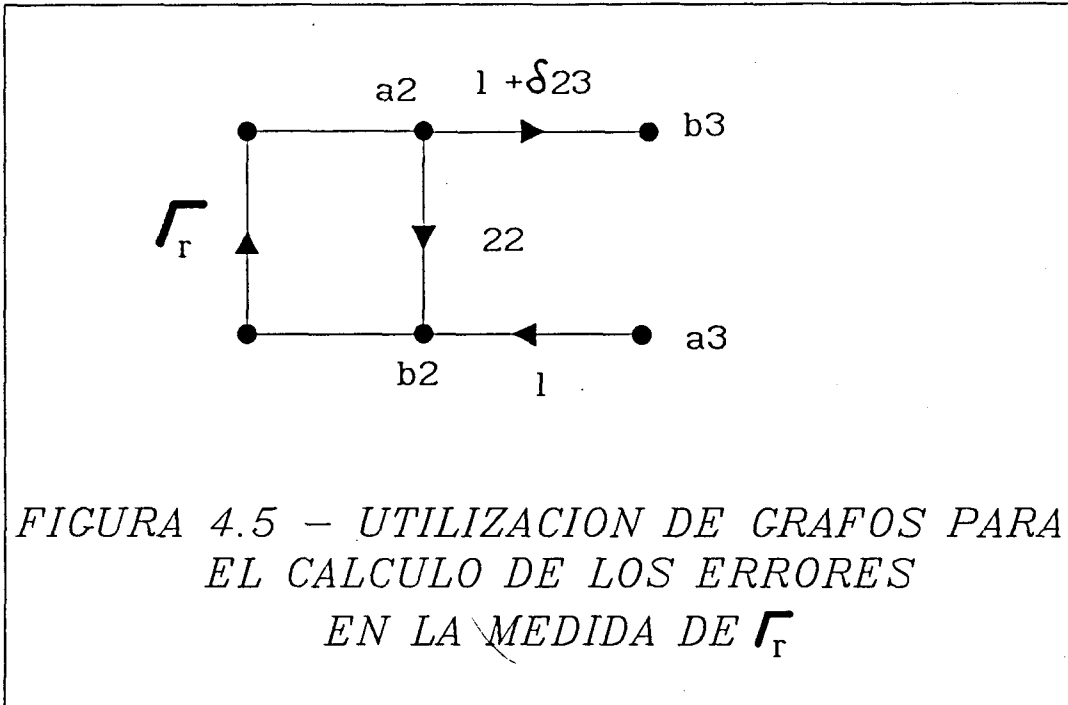 a2
1 +δ23
b3
Γr
22
a3
b2
1
FIGURA 4.5 – UTILIZACION DE GRAFOS PARA
EL CALCULO DE LOS ERRORES
EN LA MEDIDA DE Γr